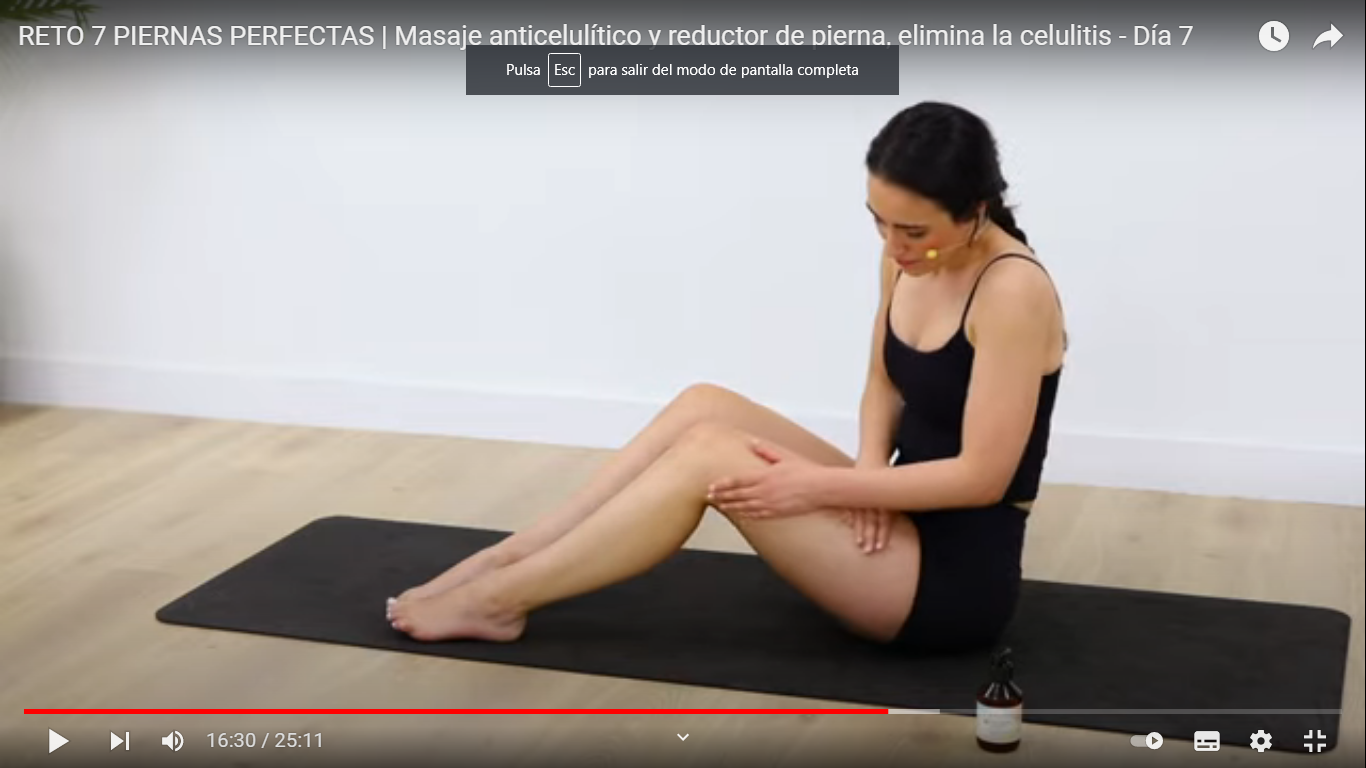 RETO 7 PIERNAS PERFECTAS | Masaje anticelulítico y reductor de pierna, elimina la celulitis - Día 7
Pulsa Esc para salir del modo de pantalla completa
16:30 / 25:11